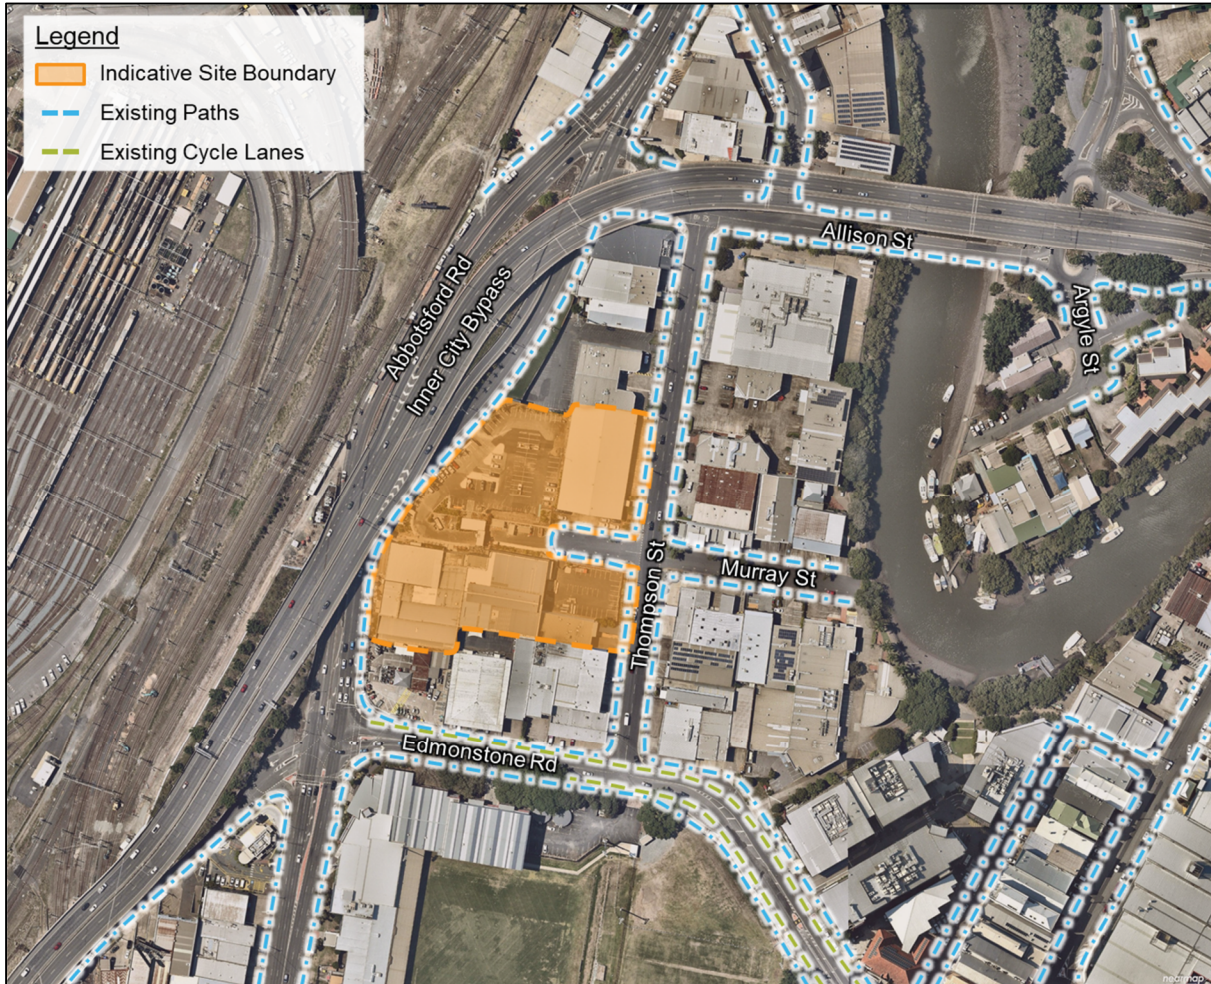 Legend
Indicative Site Boundary
Existing Paths
Existing Cycle Lanes
Allison St
Abbotsford Rd
Inner City Bypass
Argyle St
Thompson St
Murray St
Edmonstone Rd
nearmap